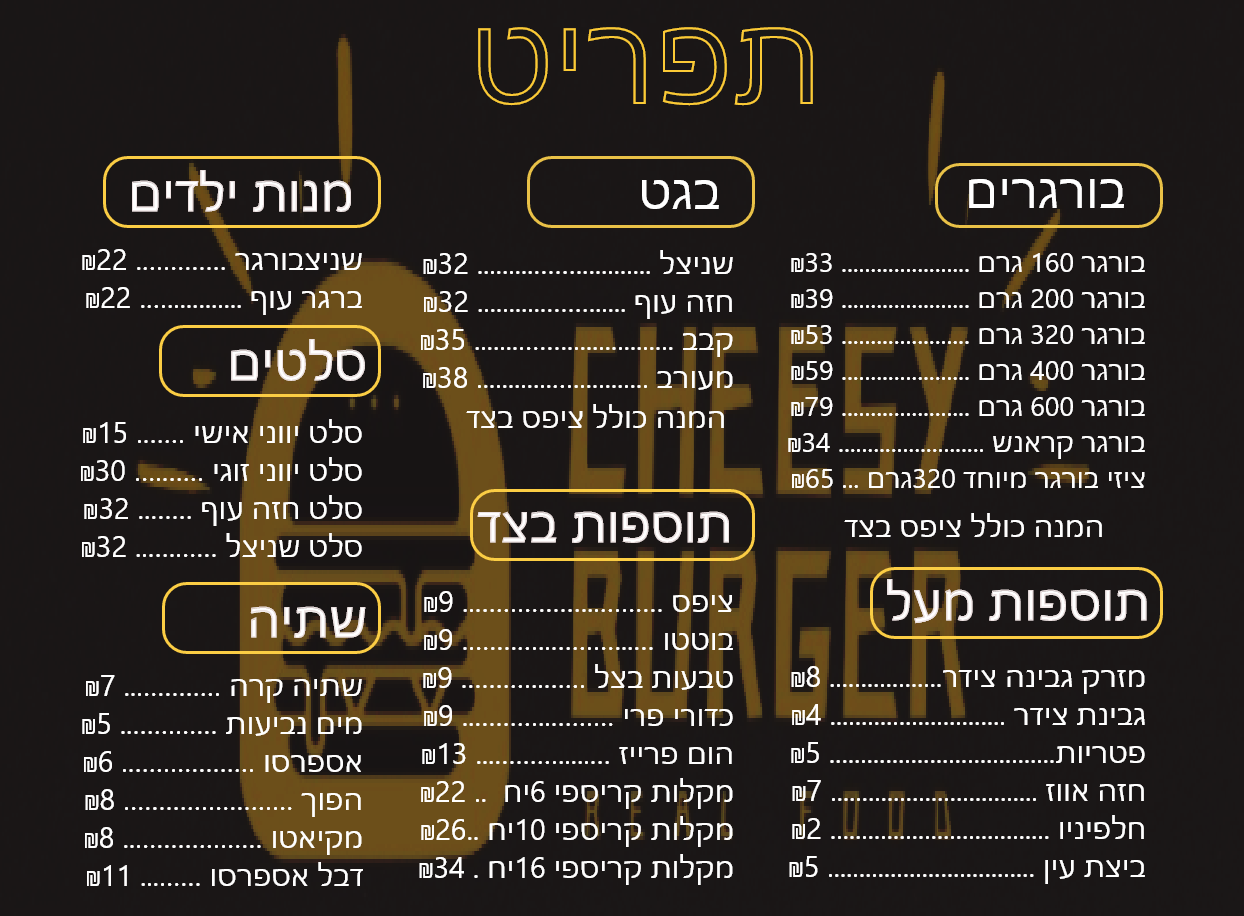 תפריט
בורגרים
בורגר 160 גרם ...................... ₪33
בורגר 200 גרם ...................... ₪39
בורגר 320 גרם ...................... ₪53
בורגר 400 גרם ...................... ₪59
בורגר 600 גרם ...................... ₪79
בורגר קראנש ......................... ₪34
ציזי בורגר מיוחד 320גרם ... ₪65
המנה כולל ציפס בצד
תוספות מעל
מזרק גבינה צידר.................. ₪8
גבינת צידר ............................ ₪4
פטריות.................................... ₪5
חזה אווז ................................. ₪7
חלפיניו ................................... ₪2
ביצת עין ................................. ₪5
בגט
שניצל ............................ ₪32
חזה עוף ........................ ₪32
קבב ................................ ₪35
מעורב ............................ ₪38
המנה כולל ציפס בצד
תוספות בצד
ציפס ................................ ₪9
בוטטו ............................... ₪9
טבעות בצל .................... ₪9
כדורי פרי ........................ ₪9
הום פרייז ...................... ₪13
מקלות קריספי 6יח .. ₪22
מקלות קריספי 10יח ..₪26
מקלות קריספי 16יח . ₪34
מנות ילדים
שניצבורגר ............. ₪22
ברגר עוף ............... ₪22
סלטים
סלט יווני אישי ....... ₪15
סלט יווני זוגי .......... ₪30
סלט חזה עוף ........ ₪32
סלט שניצל ............ ₪32
שתיה
שתיה קרה .............. ₪7
מים נביעות .............. ₪5
אספרסו ................... ₪6
הפוך ......................... ₪8
מקיאטו .................... ₪8
דבל אספרסו ......... ₪11
CHEESY
BURGER
REAL FOOD